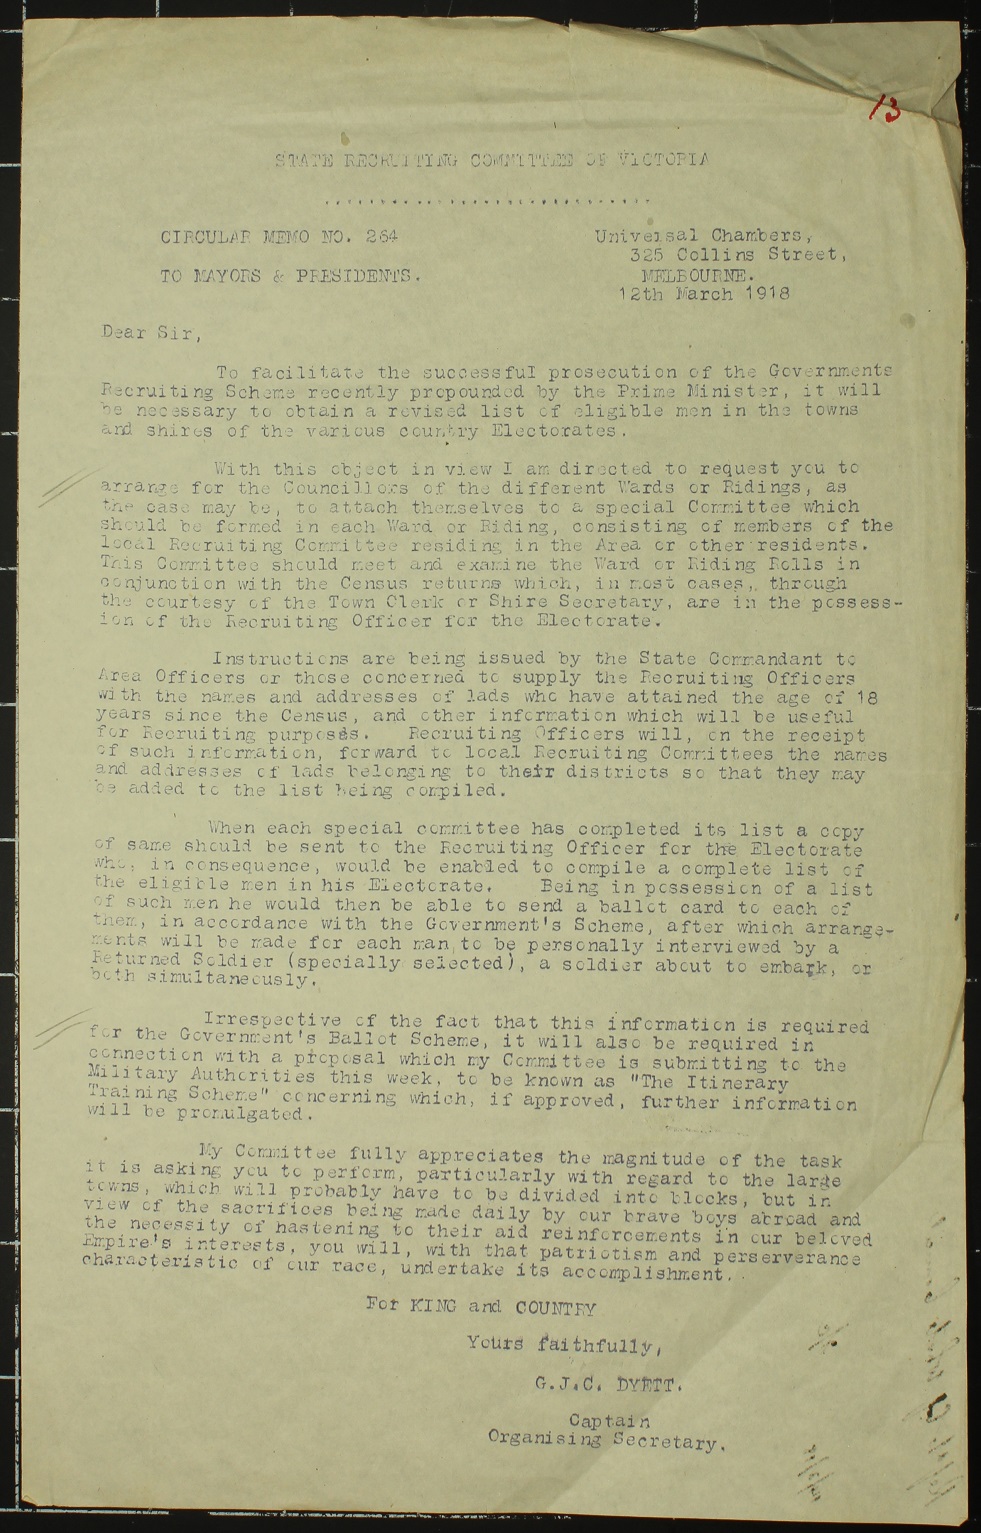 13
STATE RECRUITING COMMITTEE OF VICTORIA
CIRCULAR MEMO NO. 264
Universal Chambers,
325 Collins Street,
TO MAYORS & PRESIDENTS.
MELBOURNE.
12th March 1918
Dear Sir,
To facilitate the successful prosecution of the Governments
Recruiting Scheme recently propounded by the Prime Minister, it will
be necessary to obtain a revised list of eligible men in the towns
and shires of the various country Electorates.
With this object in view I am directed to request you to
arrange for the Councillors of the different Wards or Ridings, as
the case may be, to attach themselves to a special Committee which
should be formed in each Ward or Riding, consisting of members of the
local Recruiting Committee residing in the Area or other residents.
This Committee should meet and examine the Ward or Riding Rolls in
conjunction with the Census returns which, in most cases, through
the courtesy of the Town Clerk or Shire Secretary, are in the possess-
ion of the Recruiting Officer for the Electorate.
Instructions are being issued by the State Commandant to
Area Officers or those concerned to supply the Recruiting Officers
with the names and addresses of lads who have attained the age of 18
years since the Census, and other information which will be useful
for Recruiting purposes. Recruiting Officers will, on the receipt
of such information, forward to local Recruiting Committees the names
and addresses of lads belonging to their districts so that they may
be added to the list being compiled.
When each special committee has completed its list a copy
of same should be sent to the Recruiting Officer for the Electorate
who, in consequence, would be enabled to compile a complete list of
the eligible men in his Electorate. Being in possession of a list
of such men he would then be able to send a ballot card to each of
them, in accordance with the Government's Scheme, after which arrange-
ments will be made for each man to be personally interviewed by a
Returned Soldier (specially selected), a soldier about to embark, or
both simultaneously.
Irrespective of the fact that this information is required
for the Government's Ballot Scheme, it will also be required in
connection with a proposal which my Committee is submitting to the
Military Authorities this week, to be known as "The Itinerary
Training Scheme" concerning which, if approved, further information
will be promulgated.
My Committee fully appreciates the magnitude of the task
it is asking you to perform, particularly with regard to the large
towns, which will probably have to be divided into blocks, but in
view of the sacrifices being made daily by our brave boys abroad and
the necessity of hastening to their aid reinforcements in our beloved
Empire's interests, you will, with that patriotism and perserverance
characteristic of our race, undertake its accomplishment.
For KING and COUNTRY
Yours faithfully,
G.J.C. DYETT.
Captain
Organising Secretary.